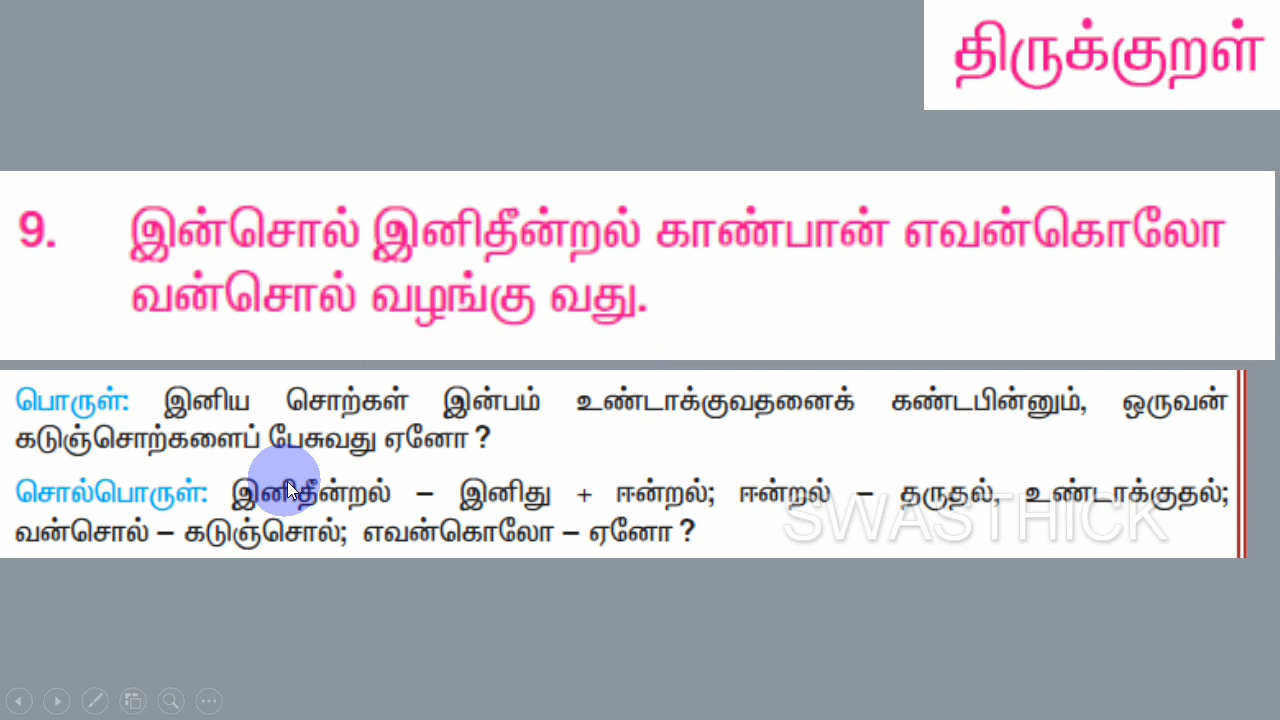 திருக்குறள்
9. இன்சொல் இனிதீன்றல் காண்பான் எவன்கொலோ
வன்சொல் வழங்கு வது.
பொருள்: இனிய சொற்கள் இன்பம் உண்டாக்குவதனைக் கண்டபின்னும், ஒருவன்
கடுஞ்சொற்களைப் பேசுவது ஏனோ ?
சொல்பொருள்: இனிதீன்றல் – இனிது + ஈன்றல்; ஈன்றல் – தருதல், உண்டாக்குதல்;
வன்சொல் – கடுஞ்சொல்; எவன்கொலோ – ஏனோ ?
SWASTHICK